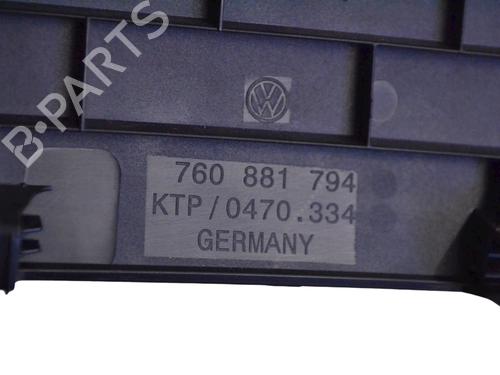 B-PARTS
760 881 794
KTP/0470.334
GERMANY